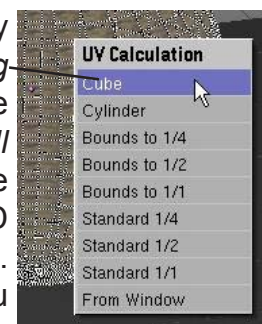 y
UV Calculation
g
Cube
e
Cylinder
ll
Bounds to 1/4
e
Bounds to 1/2
O
Bounds to 1/1
.
Standard 1/4
u
Standard 1/2
Standard 1/1
From Window